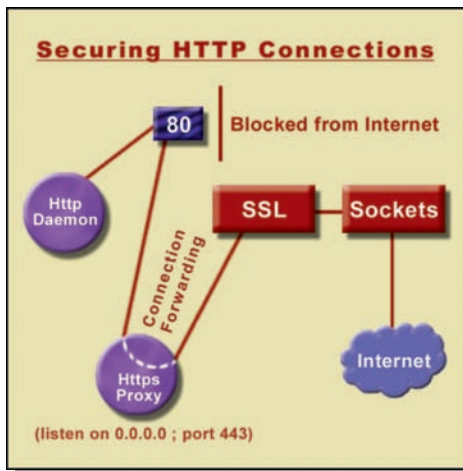 Securing HTTP Connections
80
Blocked from Internet
Http
Daemon
SSL
Sockets
Connection
Forwarding
Https
Proxy
Internet
(listen on 0.0.0.0 ; port 443)